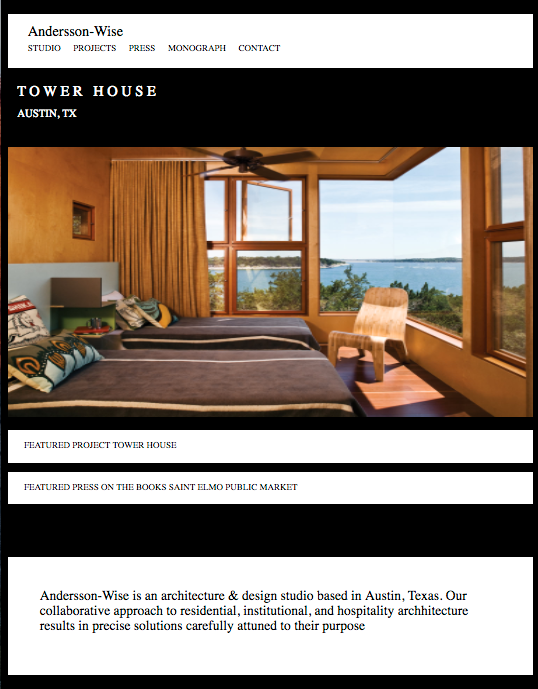 Andersson-Wise
STUDIO PROJECTS PRESS MONOGRAPH CONTACT
TOWER HOUSE
AUSTIN, TX
FEATURED PROJECT TOWER HOUSE
FEATURED PRESS ON THE BOOKS SAINT ELMO PUBLIC MARKET
Andersson-Wise is an architecture & design studio based in Austin, Texas. Our
collaborative approach to residential, institutional, and hospitality archhitecture
results in precise solutions carefully attuned to their purpose